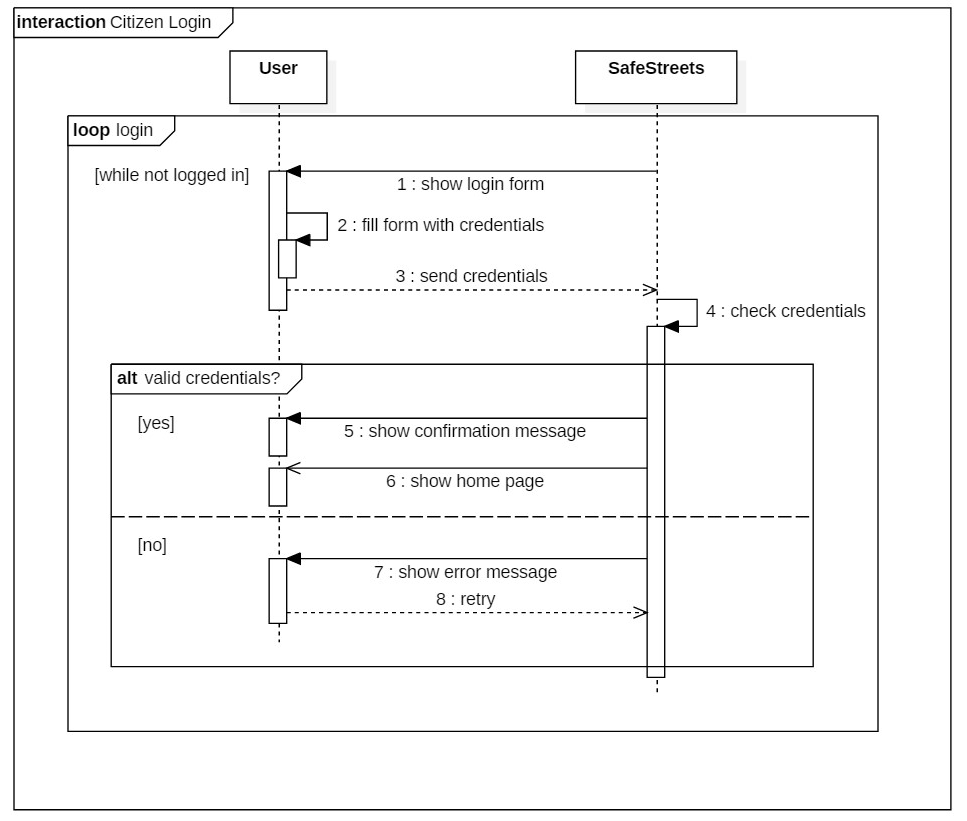 interaction Citizen Login
User
SafeStreets
loop login
[while not logged in]
1 : show login form
2 : fill form with credentials
3 : send credentials
4 : check credentials
alt valid credentials?
[yes]
5 : show confirmation message
6 : show home page
[no]
7 : show error message
8 : retry